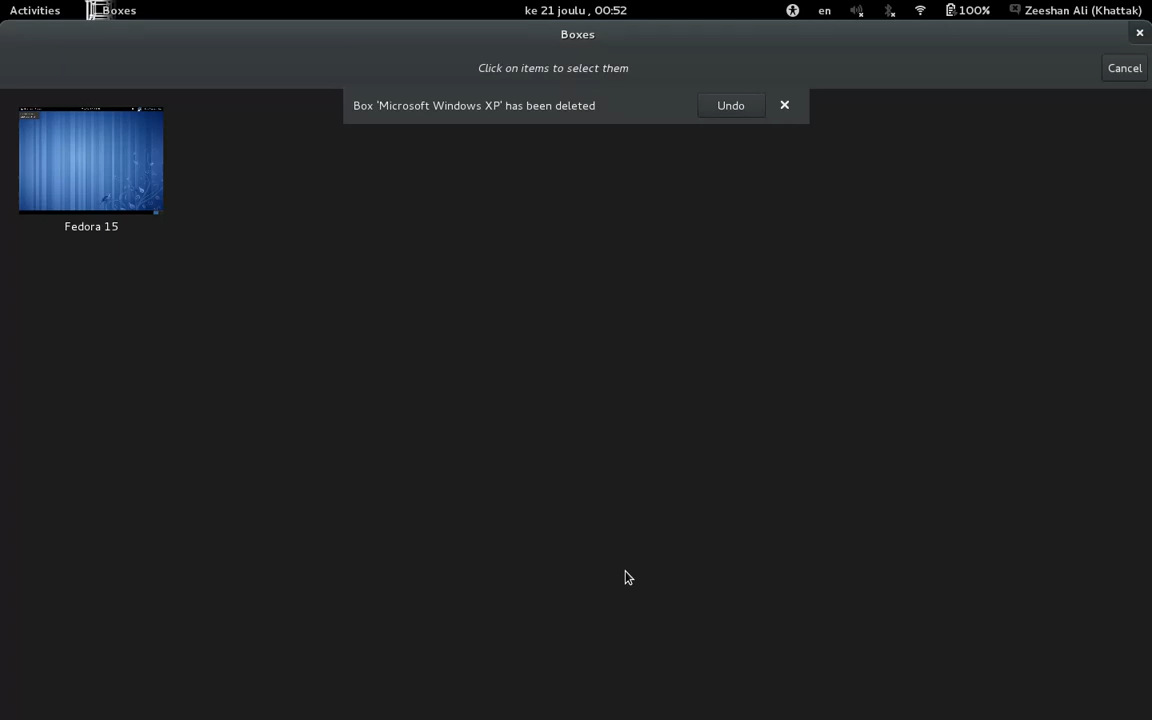 Activities Boxes ke 21 joulu , 00:52 en 100% Zeeshan Ali (Khattak)
Boxes
Click on items to select them Cancel
Box 'Microsoft Windows XP' has been deleted Undo
Fedora 15